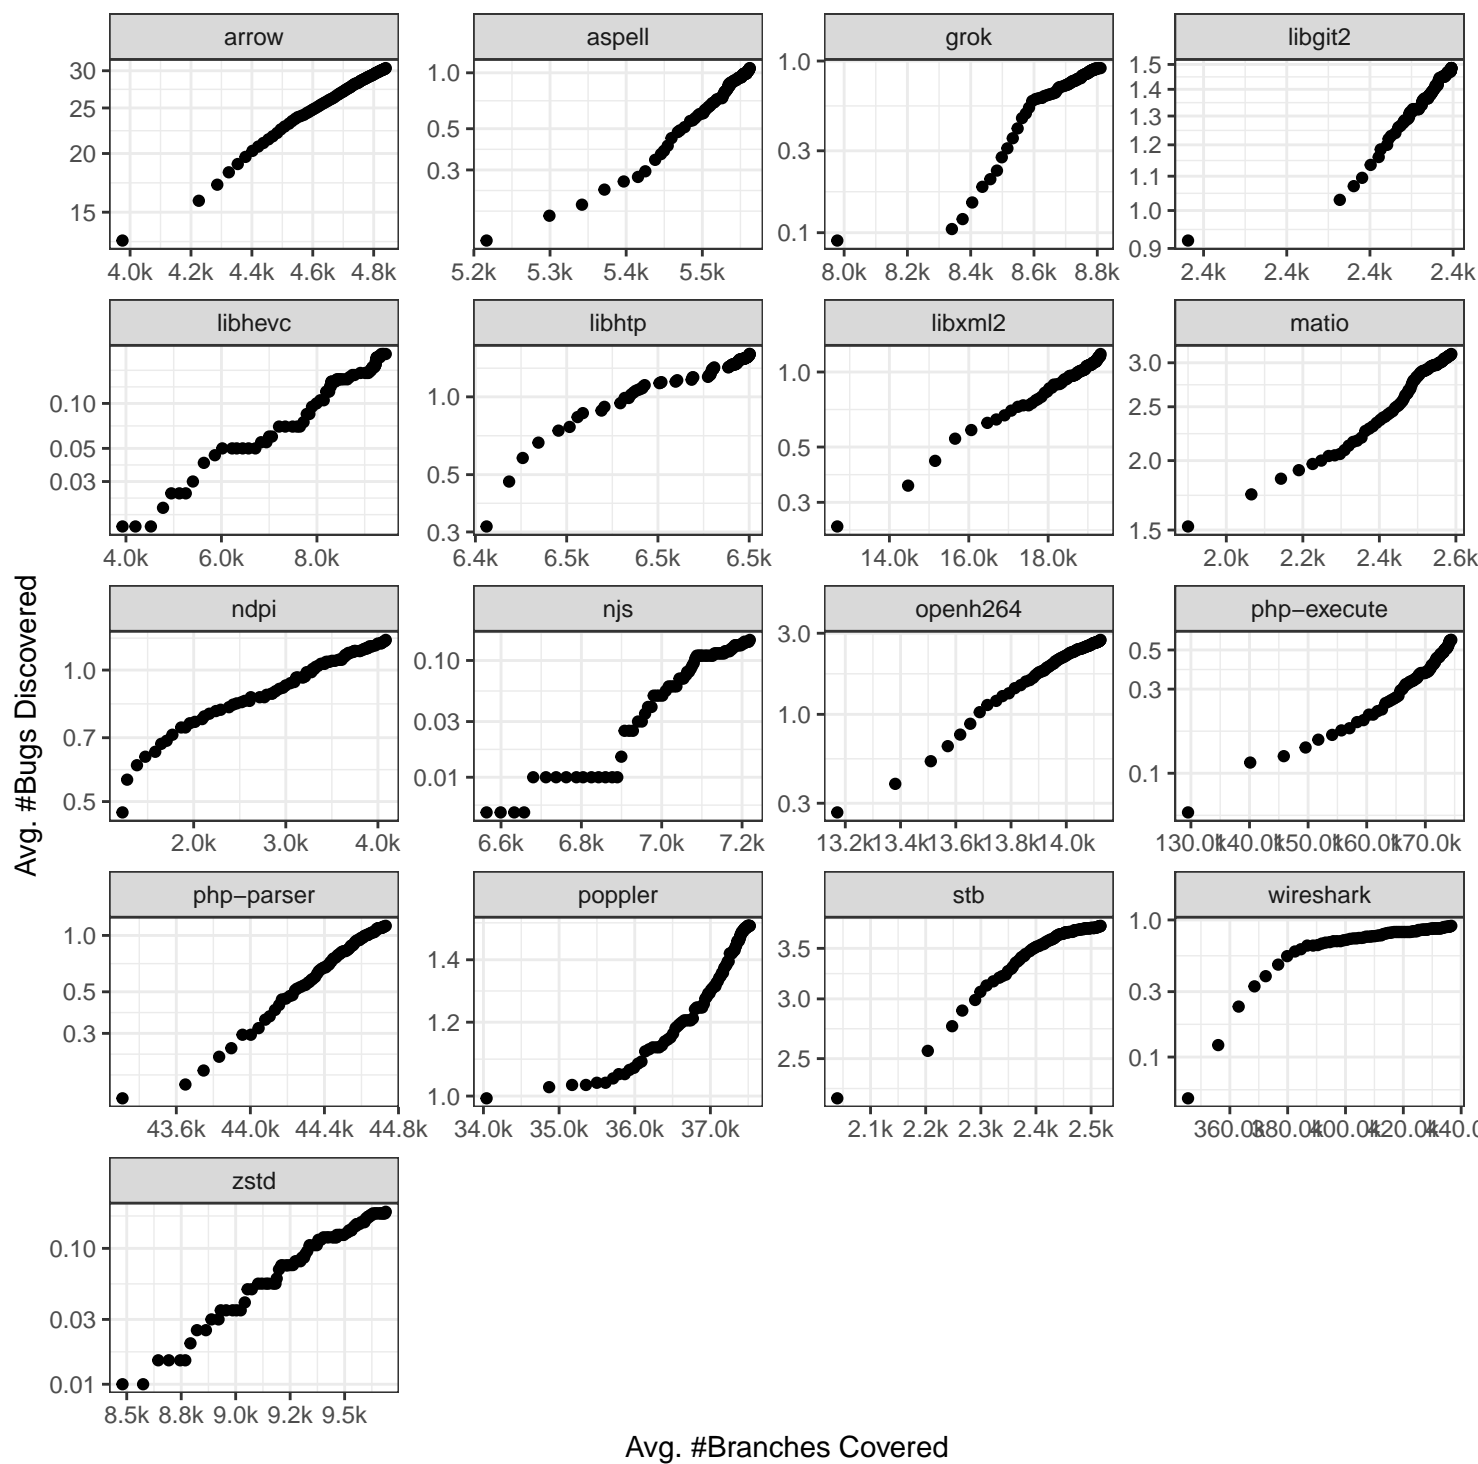 arrow aspell grok libgit2
30 25 20 15
1.0 0.5 0.3
1.0 0.3 0.1
1.5 1.4 1.3 1.2 1.1 1.0 0.9
4.0k 4.2k 4.4k 4.6k 4.8k
5.2k 5.3k 5.4k 5.5k
8.0k 8.2k 8.4k 8.6k 8.8k
2.4k 2.4k 2.4k 2.4k
libhevc libhtp libxml2 matio
0.10 0.05 0.03
1.0 0.5 0.3
1.0 0.5 0.3
3.0 2.5 2.0 1.5
4.0k 6.0k 8.0k
6.4k 6.5k 6.5k 6.5k
14.0k 16.0k 18.0k
2.0k 2.2k 2.4k 2.6k
Avg. #Bugs Discovered
ndpi njs openh264 php−execute
1.0 0.7 0.5
0.10 0.03 0.01
3.0 1.0 0.3
0.5 0.3 0.1
2.0k 3.0k 4.0k
6.6k 6.8k 7.0k 7.2k
13.2k 13.4k 13.6k 13.8k 14.0k
130.0k 140.0k 150.0k 160.0k 170.0k
php−parser poppler stb wireshark
1.0 0.5 0.3
1.4 1.2 1.0
3.5 3.0 2.5
1.0 0.3 0.1
43.6k 44.0k 44.4k 44.8k
34.0k 35.0k 36.0k 37.0k
2.1k 2.2k 2.3k 2.4k 2.5k
360.0k 380.0k 400.0k 420.0k 440.0
zstd
0.10 0.03 0.01
8.5k 8.8k 9.0k 9.2k 9.5k
Avg. #Branches Covered